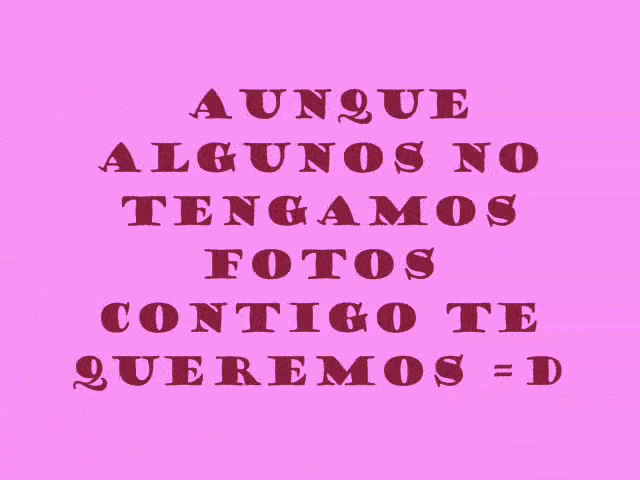 AUNQUE
ALGUNOS NO
TENGAMOS
FOTOS
CONTIGO TE
QUEREMOS =D